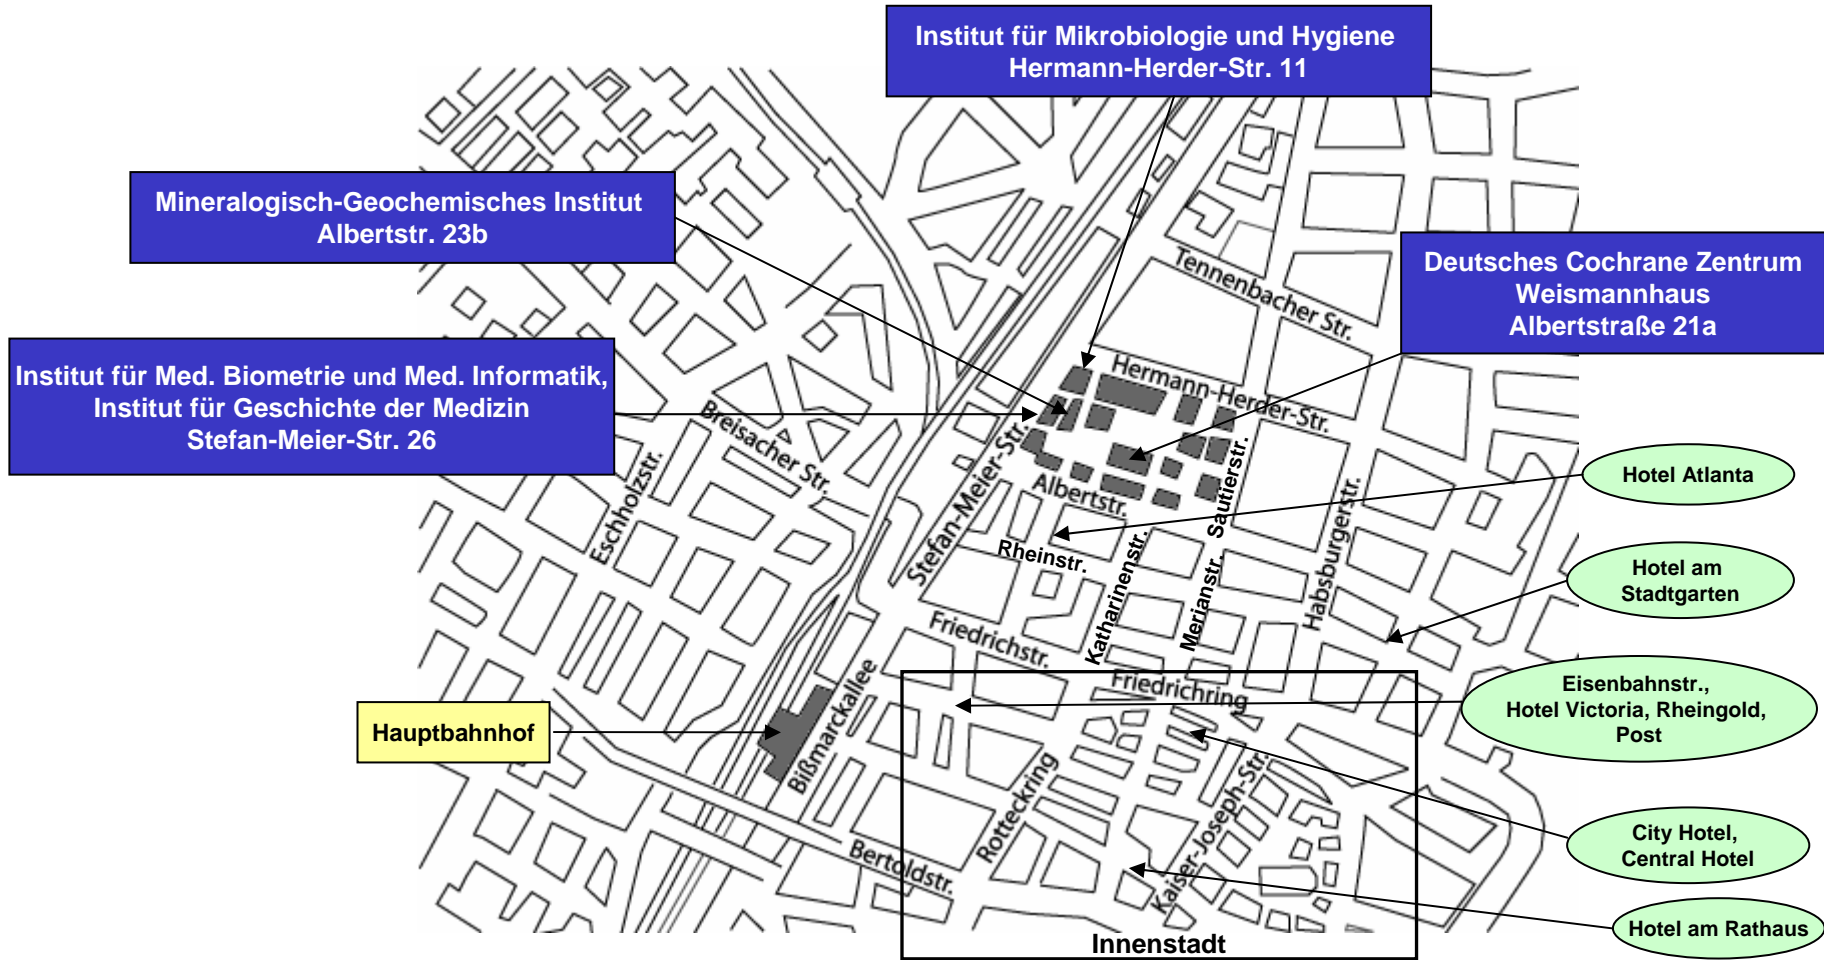 Institut für Mikrobiologie und Hygiene
Hermann-Herder-Str. 11
Mineralogisch-Geochemisches Institut
Albertstr. 23b
Deutsches Cochrane Zentrum
Weismannhaus
Albertstraße 21a
Institut für Med. Biometrie und Med. Informatik,
Institut für Geschichte der Medizin
Stefan-Meier-Str. 26
Tennenbacher Str.
Hermann-Herder-Str.
Breisacher Str.
Eschholzstr.
Stefan-Meier-Str.
Albertstr.
Sautierstr.
Habsburgerstr.
Rheinstr.
Katharinenstr.
Merianstr.
Hotel Atlanta
Hotel am
Stadtgarten
Friedrichstr.
Friedrichring
Eisenbahnstr.,
Hotel Victoria, Rheingold,
Post
Hauptbahnhof
Bißmarckallee
Rotteckring
Kaiser-Joseph-Str.
Bertoldstr.
City Hotel,
Central Hotel
Hotel am Rathaus
Innenstadt